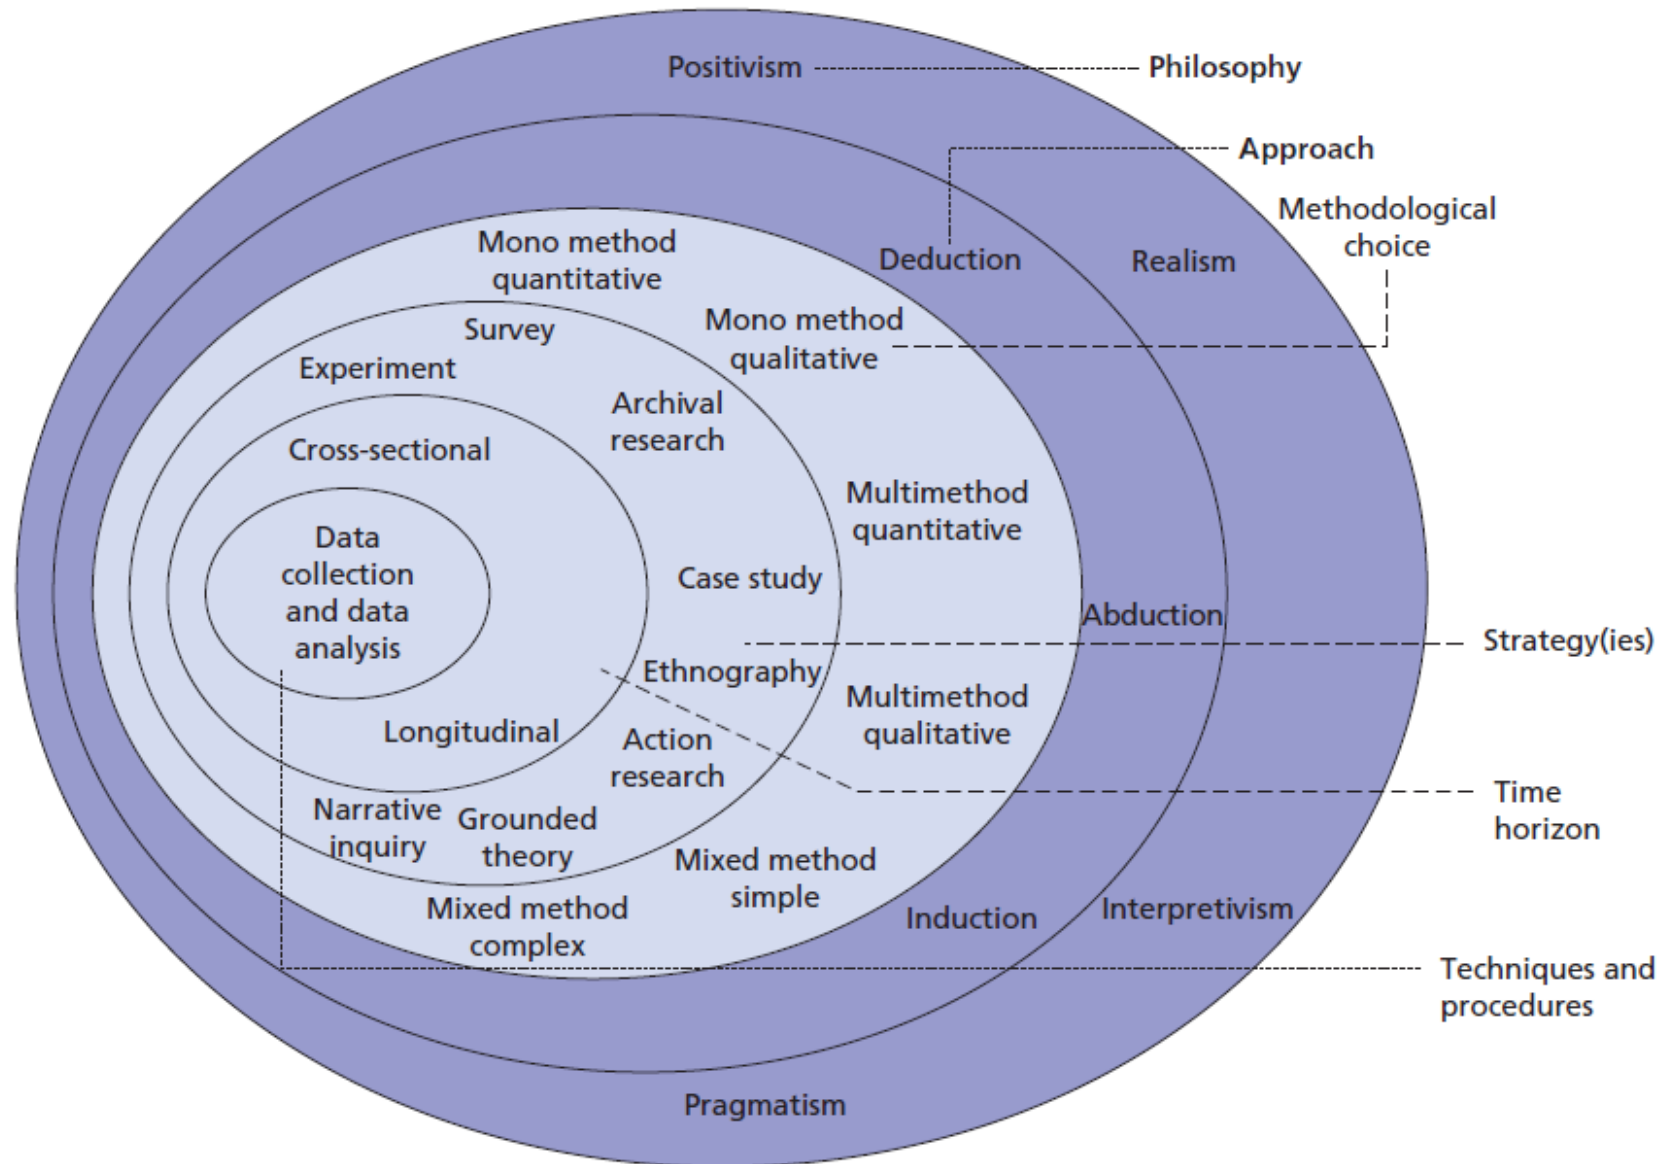 Positivism
Philosophy
Approach
Methodological
choice
Deduction
Realism
Mono method
quantitative
Mono method
qualitative
Survey
Experiment
Archival
research
Cross-sectional
Multimethod
quantitative
Data
collection
and data
analysis
Case study
Abduction
Strategy(ies)
Ethnography
Multimethod
qualitative
Longitudinal
Action
research
Time
horizon
Narrative
inquiry
Grounded
theory
Mixed method
simple
Mixed method
complex
Induction
Interpretivism
Techniques and
procedures
Pragmatism